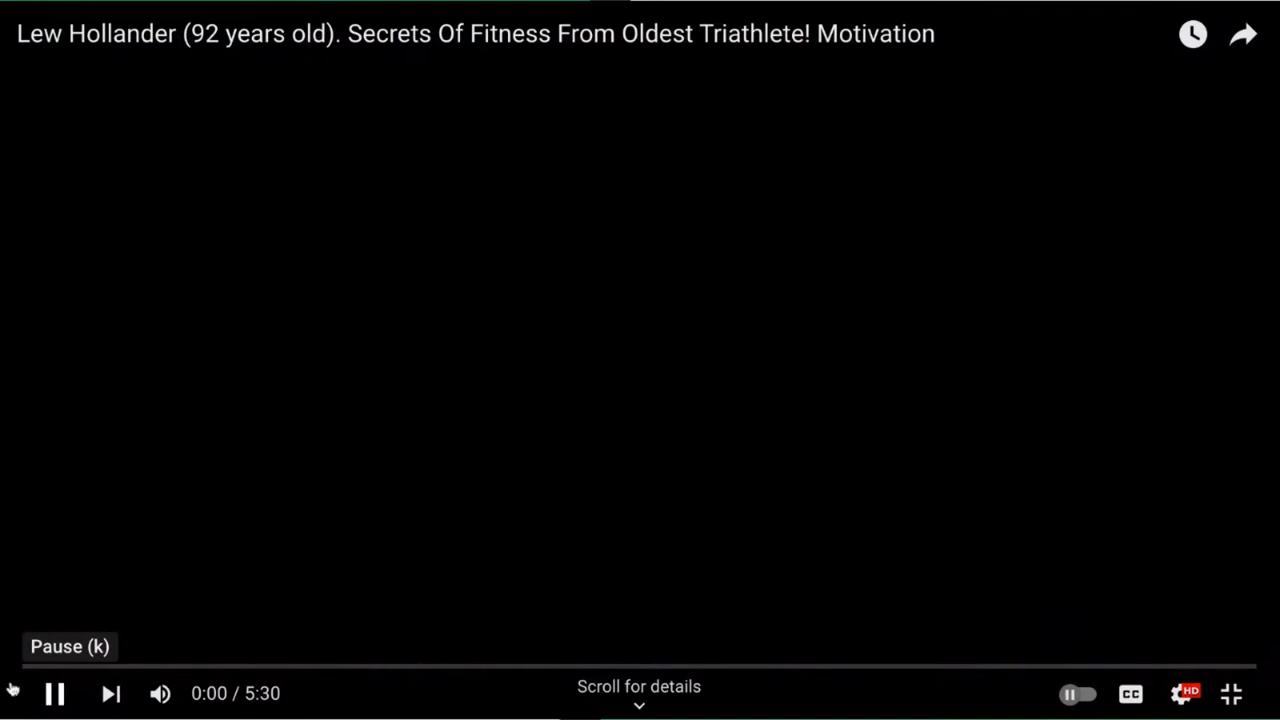 Lew Hollander (92 years old). Secrets Of Fitness From Oldest Triathlete! Motivation
Pause (k)
0:00 / 5:30
Scroll for details
CC
HD